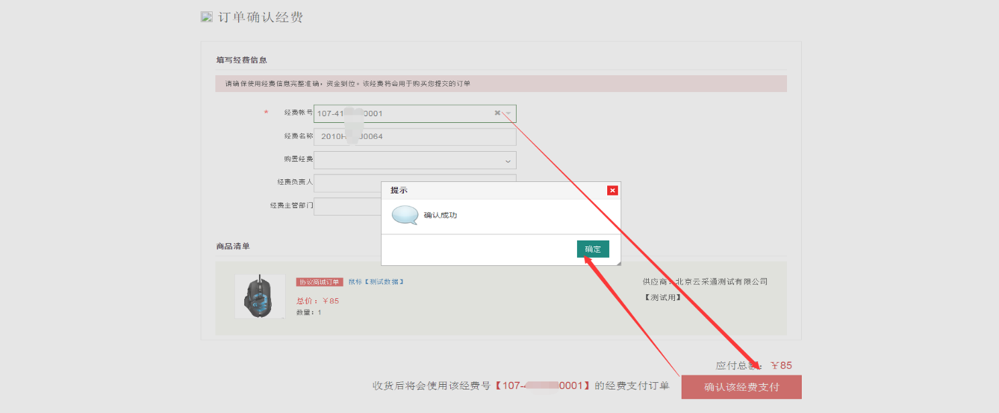 订单确认经费
填写经费信息
请确保使用经费信息完整准确，资金到位。该经费将会用于购买您提交的订单
* 经费帐号 107-41 0001
经费名称 2010H 00064
购置经费
经费负责人
经费主管部门
提示
确认成功
确定
商品清单
协议商城订单 鼠标【测试数据】
总价：￥85
数量：1
供应商：北京云采通测试有限公司
【测试用】
应付总额：￥85
收货后将会使用该经费号【107- 0001】的经费支付订单
确认该经费支付